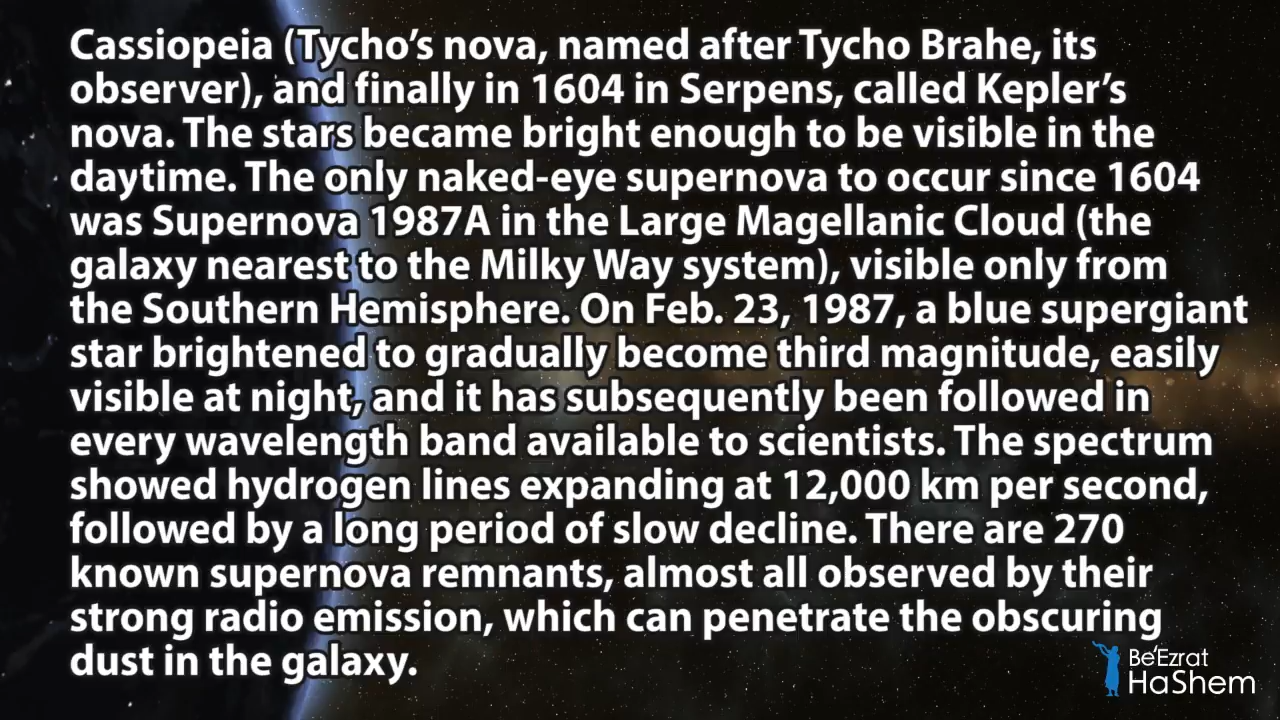 Cassiopeia (Tycho’s nova, named after Tycho Brahe, its
observer), and finally in 1604 in Serpens, called Kepler’s
nova. The stars became bright enough to be visible in the
daytime. The only naked-eye supernova to occur since 1604
was Supernova 1987A in the Large Magellanic Cloud (the
galaxy nearest to the Milky Way system), visible only from
the Southern Hemisphere. On Feb. 23, 1987, a blue supergiant
star brightened to gradually become third magnitude, easily
visible at night, and it has subsequently been followed in
every wavelength band available to scientists. The spectrum
showed hydrogen lines expanding at 12,000 km per second,
followed by a long period of slow decline. There are 270
known supernova remnants, almost all observed by their
strong radio emission, which can penetrate the obscuring
dust in the galaxy.
Be‘Ezrat
HaShem